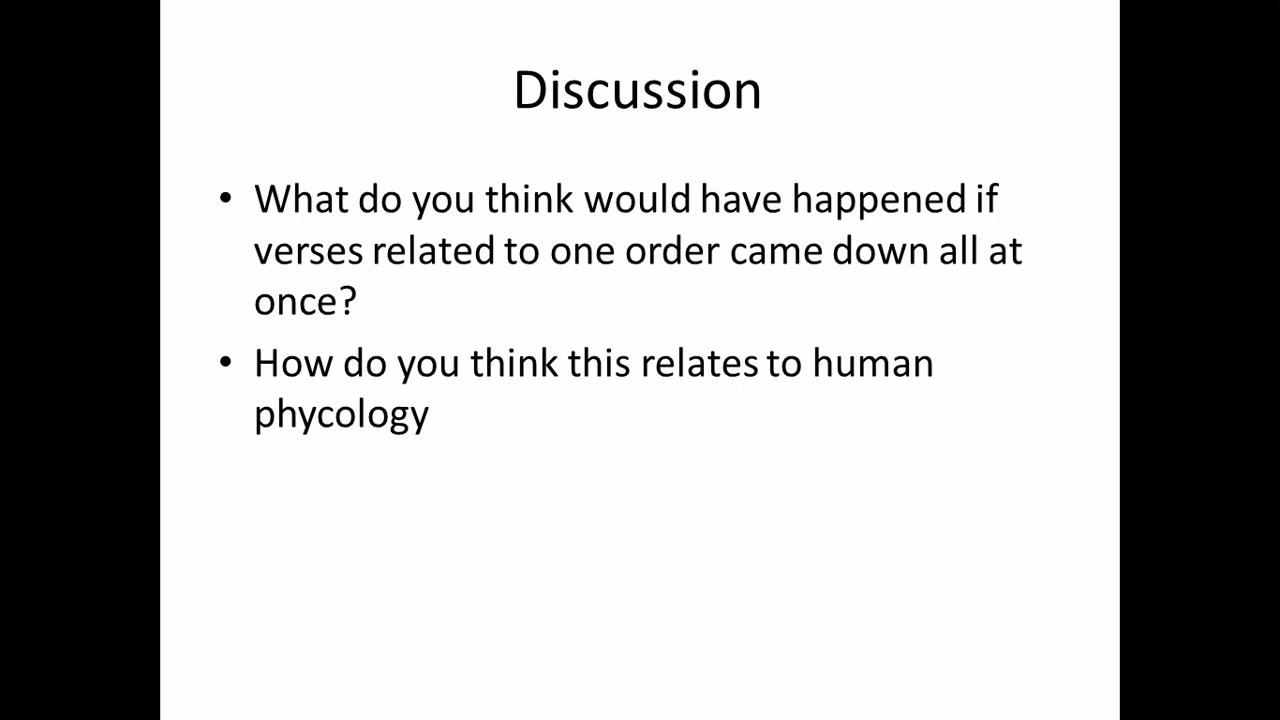 Discussion
• What do you think would have happened if
verses related to one order came down all at
once?
• How do you think this relates to human
phycology